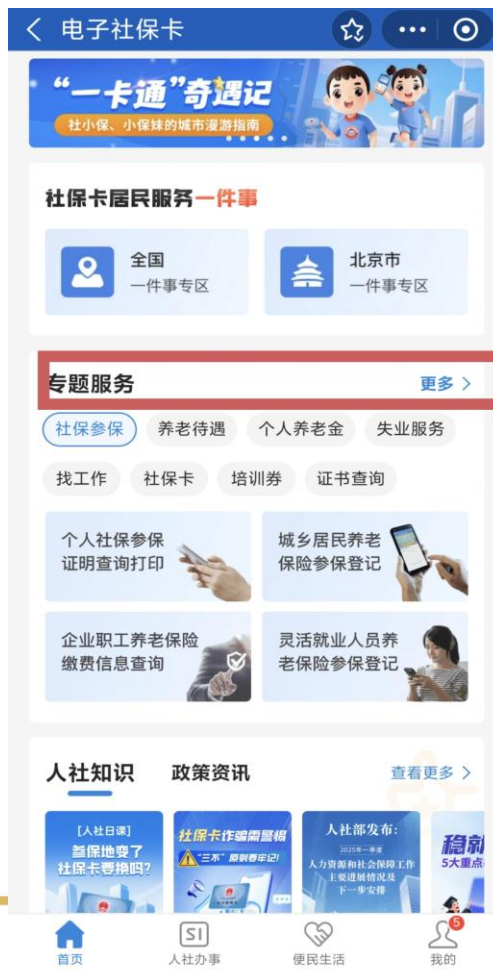 电子社保卡
“一卡通”奇遇记
社小保、小保妹的城市漫游指南
社保卡居民服务一件事
全国
一件事专区
北京市
一件事专区
专题服务
更多
社保参保 养老待遇 个人养老金 失业服务
找工作 社保卡 培训券 证书查询
个人社保参保
证明查询打印
城乡居民养老
保险参保登记
企业职工养老保险
缴费信息查询
灵活就业人员养
老保险参保登记
人社知识 政策资讯 查看更多
[人社日课]
参保地变了
社保卡要换吗?
社保卡诈骗需警惕
“三不”原则要牢记!
人社部发布:
2025年一季度
人力资源和社会保障工作
主要进展情况及
下一步安排
稳就
5大重点
首页
SI
人社办事
便民生活
5
我的